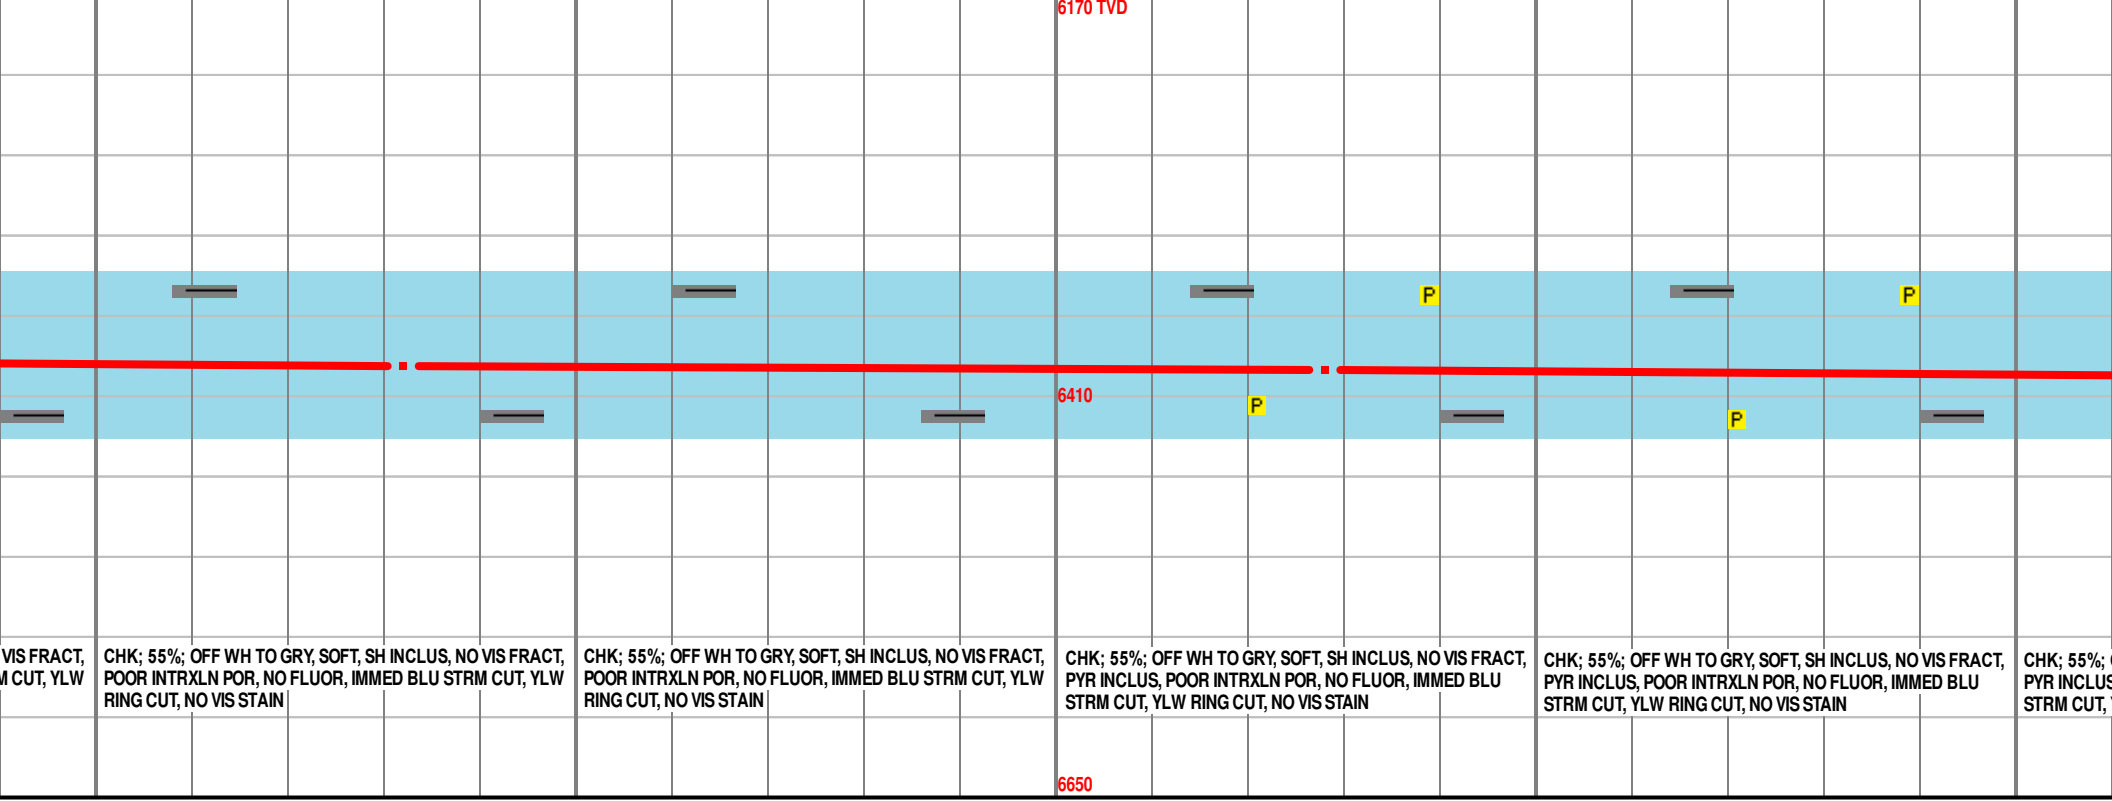 6170 TVD
P
P
6410
P
P
VIS FRACT,
CUT, YLW
CHK; 55%; OFF WH TO GRY, SOFT, SH INCLUS, NO VIS FRACT,
POOR INTRXLN POR, NO FLUOR, IMMED BLU STRM CUT, YLW
RING CUT, NO VIS STAIN
CHK; 55%; OFF WH TO GRY, SOFT, SH INCLUS, NO VIS FRACT,
POOR INTRXLN POR, NO FLUOR, IMMED BLU STRM CUT, YLW
RING CUT, NO VIS STAIN
CHK; 55%; OFF WH TO GRY, SOFT, SH INCLUS, NO VIS FRACT,
PYR INCLUS, POOR INTRXLN POR, NO FLUOR, IMMED BLU
STRM CUT, YLW RING CUT, NO VIS STAIN
CHK; 55%; OFF WH TO GRY, SOFT, SH INCLUS, NO VIS FRACT,
PYR INCLUS, POOR INTRXLN POR, NO FLUOR, IMMED BLU
STRM CUT, YLW RING CUT, NO VIS STAIN
CHK; 55%;
PYR INCLUS
STRM CUT,
6650